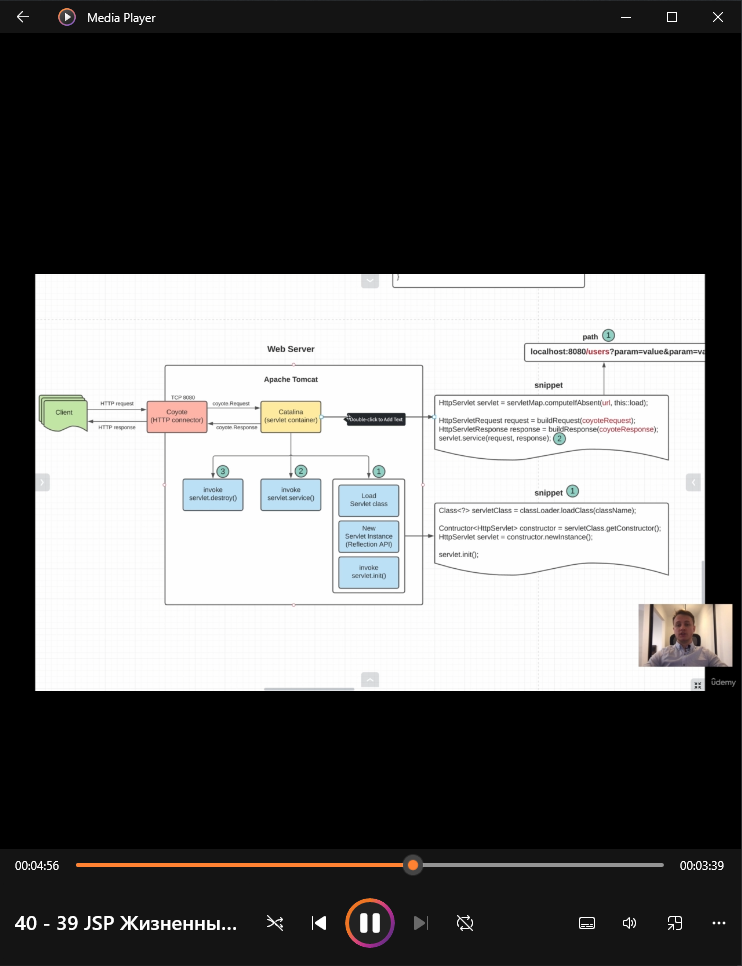 Media Player
}
path 1
localhost:8080/users?param=value&param=va
Web Server
Apache Tomcat
snippet
TCP 8080
HTTP request
coyote.Request
Client
Coyote
(HTTP connector)
Catalina
(servlet container)
Double-click to Add Text
HTTP response
coyote.Response
HttpServlet servlet = servletMap.computeIfAbsent(url, this::load);
HttpServletRequest request = buildRequest(coyoteRequest);
HttpServletResponse response = buildResponse(coyoteResponse);
servlet.service(request, response); 2
3
2
1
invoke
servlet.destroy()
invoke
servlet.service()
Load
Servlet class
New
Servlet Instance
(Reflection API)
invoke
servlet.init()
snippet 1
Class<?> servletClass = classLoader.loadClass(className);
Contructor<HttpServlet> constructor = servletClass.getConstructor();
HttpServlet servlet = constructor.newInstance();
servlet.init();
ûdemy
00:04:56
00:03:39
40 - 39 JSP Жизненны...